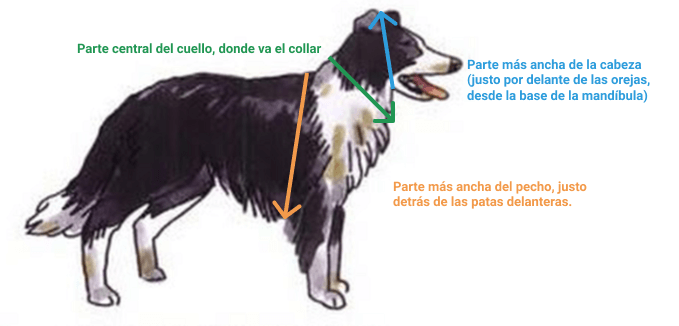 Parte central del cuello, donde va el collar
Parte más ancha de la cabeza
(justo por delante de las orejas,
desde la base de la mandíbula)
Parte más ancha del pecho, justo
detrás de las patas delanteras.